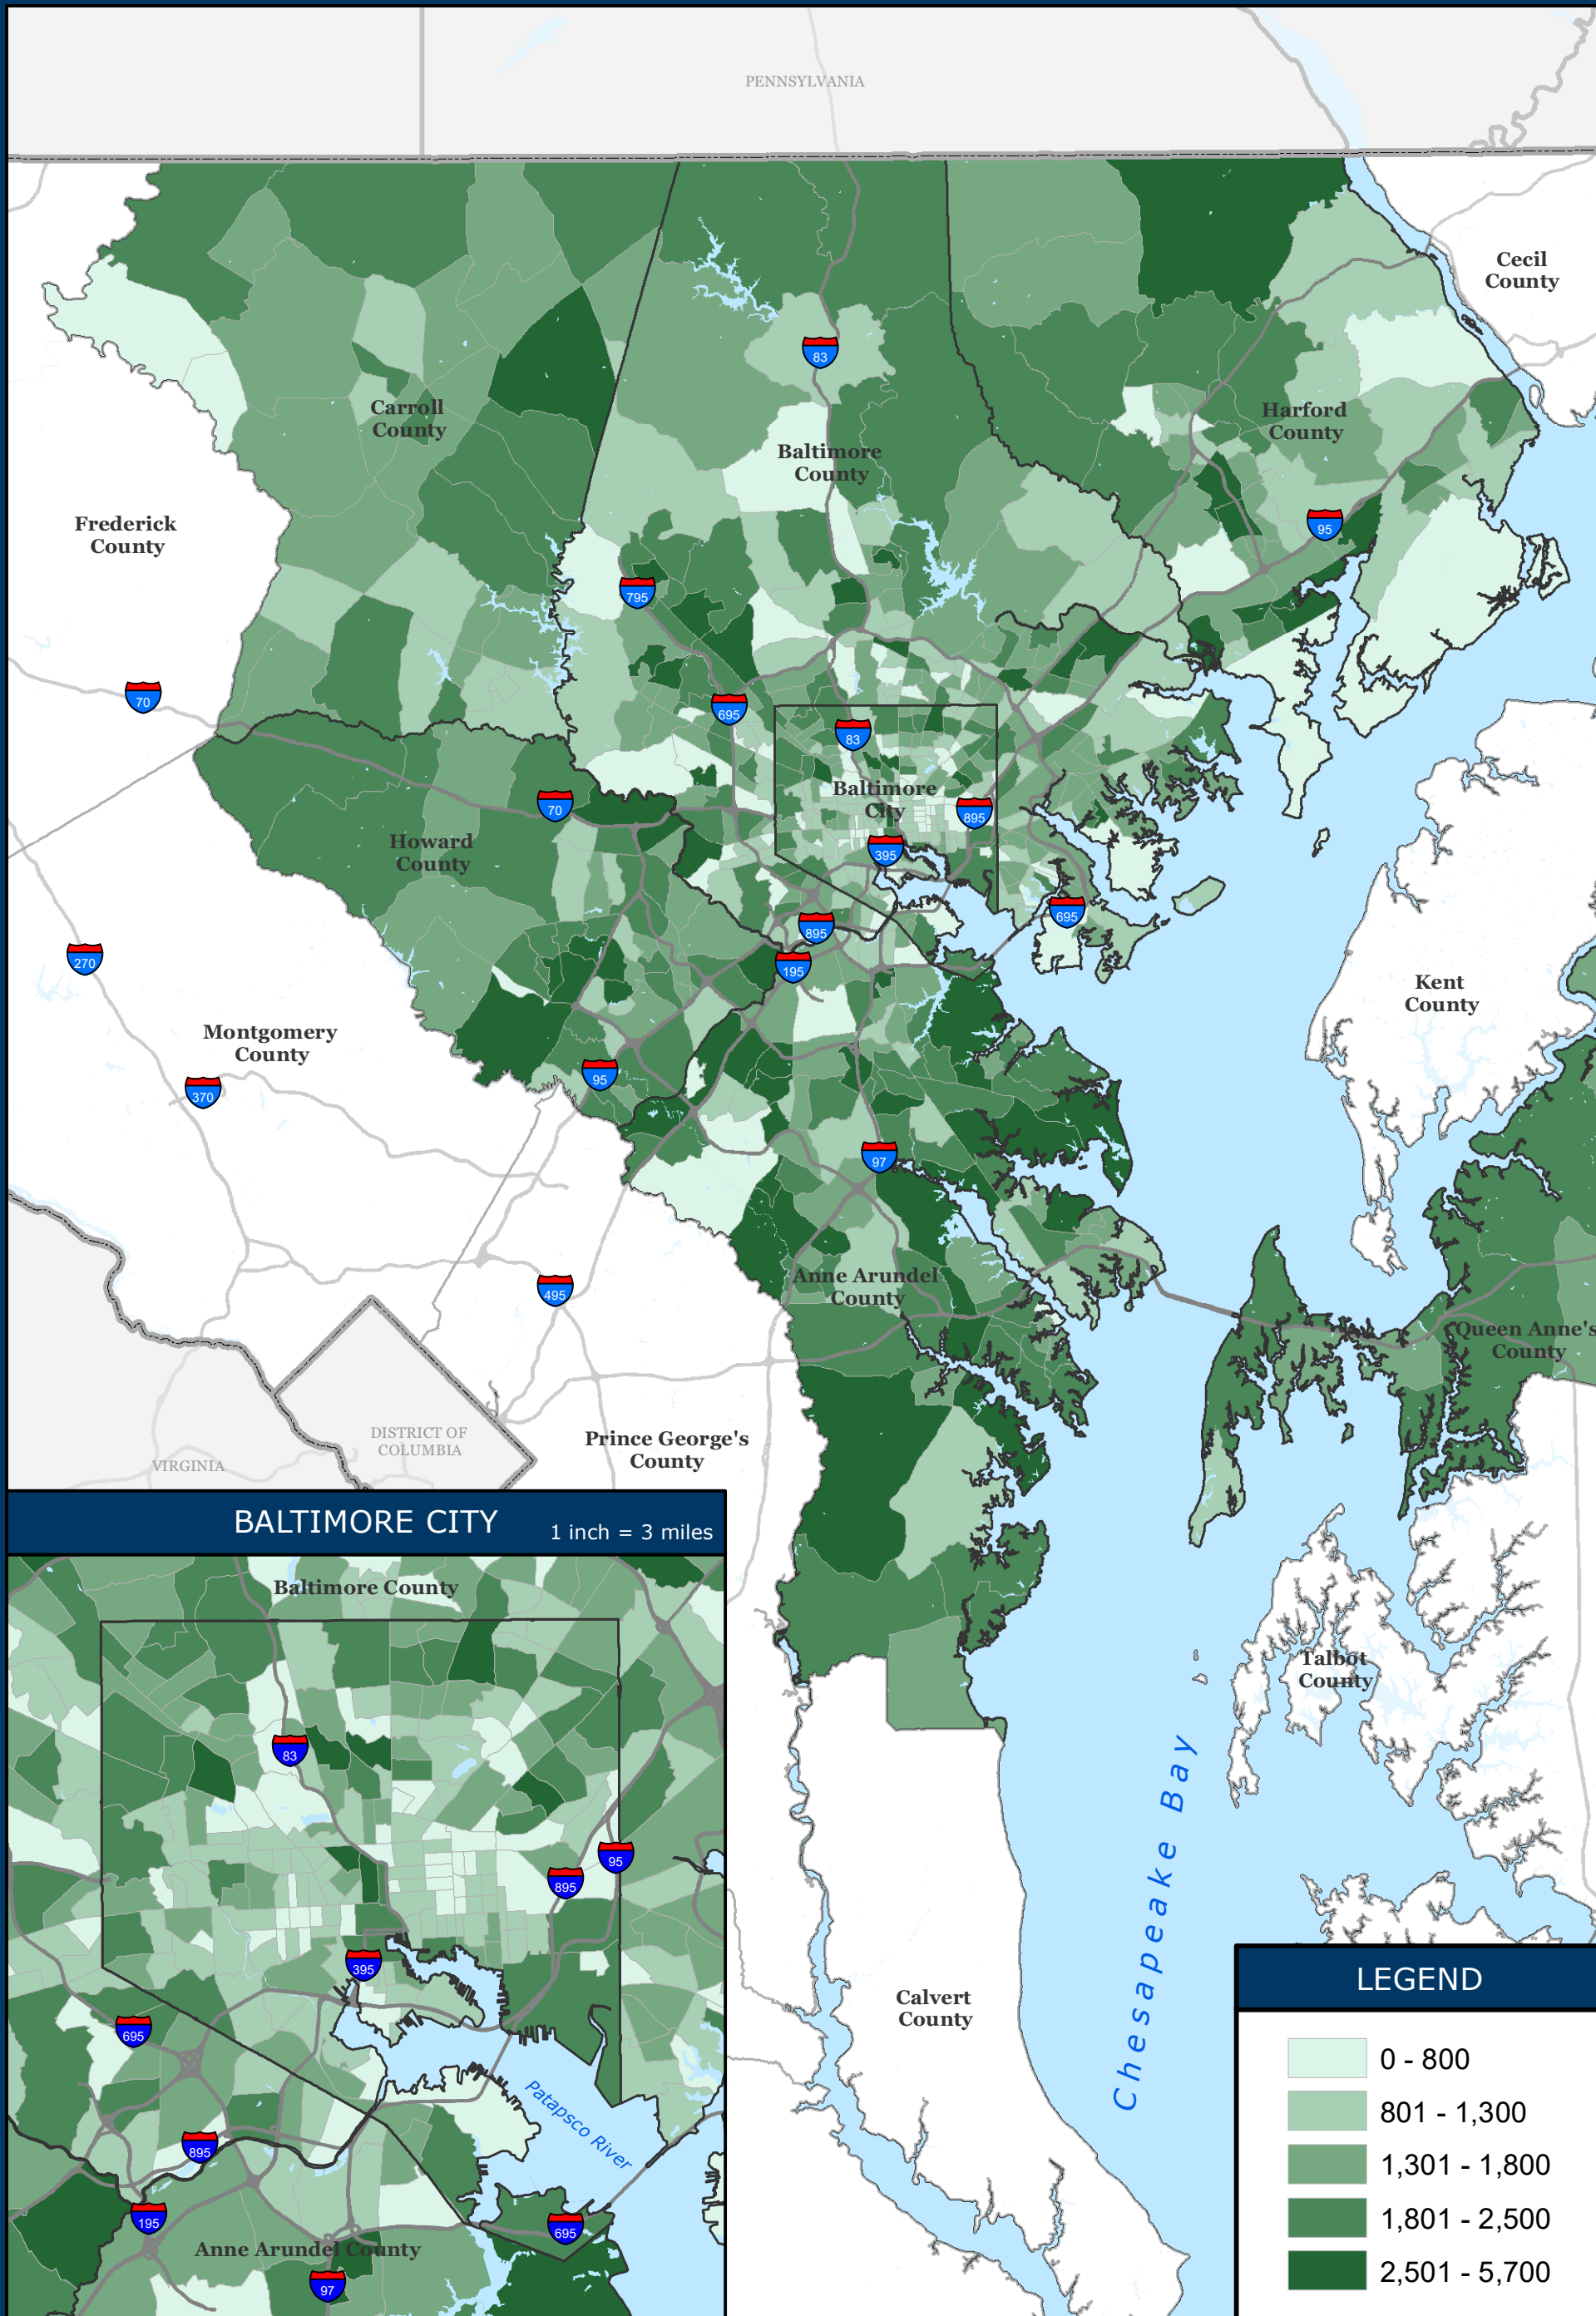 PENNSYLVANIA
Cecil
County
83
Carroll
County
Harford
County
Baltimore
County
Frederick
County
95
795
70
695
83
Baltimore
City
70
895
Howard
County
395
695
895
270
195
Kent
County
Montgomery
County
95
370
97
Anne Arundel
County
495
Queen Anne's
County
DISTRICT OF
COLUMBIA
VIRGINIA
Prince George's
County
BALTIMORE CITY
1 inch = 3 miles
Baltimore County
83
95
895
395
695
Patapsco River
895
195
695
Anne Arundel County
97
Talbot
County
Chesapeake Bay
Calvert
County
LEGEND
0 - 800
801 - 1,300
1,301 - 1,800
1,801 - 2,500
2,501 - 5,700